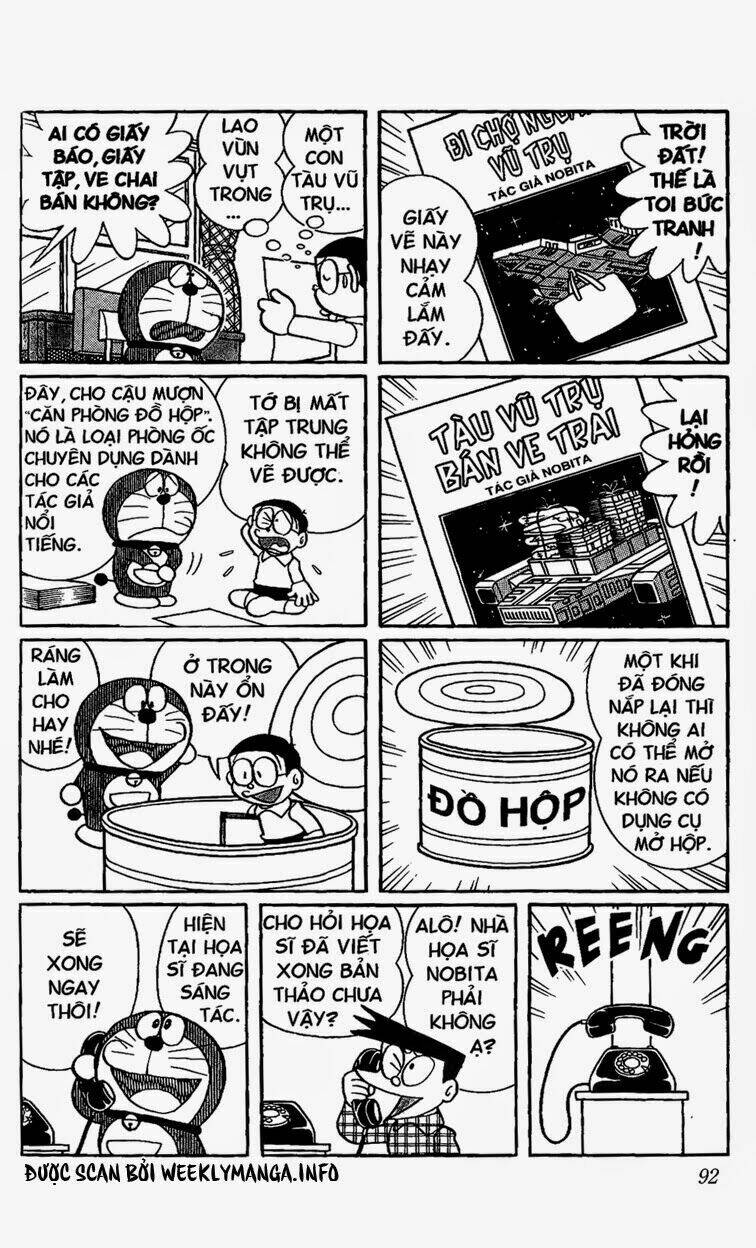 ĐI CHỢ
VŨ TRỤ
TÁC GIẢ NOBITA
TRỜI
ĐẤT!
THẾ LÀ
TOI BỨC
TRANH
!
GIẤY
VẼ NÀY
NHẠY
CẢM
LẮM
ĐẤY.
MỘT
CON
TÀU VŨ
TRỤ...
LAO
VÙN
VỤT
TRONG
...
AI CÓ GIẤY
BÁO, GIẤY
TẬP, VE CHAI
BÁN KHÔNG?
TÀU VŨ TRỤ
BÁN VE TRAI
TÁC GIẢ NOBITA
LẠI
HỎNG
RỒI
!
TỚ BỊ MẤT
TẬP TRUNG
KHÔNG THỂ
VẼ ĐƯỢC.
ĐÂY, CHO CẬU MƯỢN
"CĂN PHÒNG ĐỒ HỘP".
NÓ LÀ LOẠI PHÒNG ỐC
CHUYÊN DỤNG DÀNH
CHO CÁC
TÁC GIẢ
NỔI
TIẾNG.
MỘT KHI
ĐÃ ĐÓNG
NẮP LẠI THÌ
KHÔNG AI
CÓ THỂ MỞ
NÓ RA NẾU
KHÔNG CÓ
DỤNG CỤ
MỞ HỘP.
ĐỒ HỘP
Ở TRONG
NÀY ỔN
ĐẤY!
RÁNG
LÀM
CHO
HAY
NHÉ!
REENG
ALÔ! NHÀ
HỌA SĨ
NOBITA
PHẢI
KHÔNG
Ạ?
CHO HỎI HỌA
SĨ ĐÃ VIẾT
XONG BẢN
THẢO CHƯA
VẬY?
HIỆN
TẠI HỌA
SĨ ĐANG
SÁNG
TÁC.
SẼ
XONG
NGAY
THÔI!
ĐƯỢC SCAN BỞI WEEKLYMANGA.INFO
92